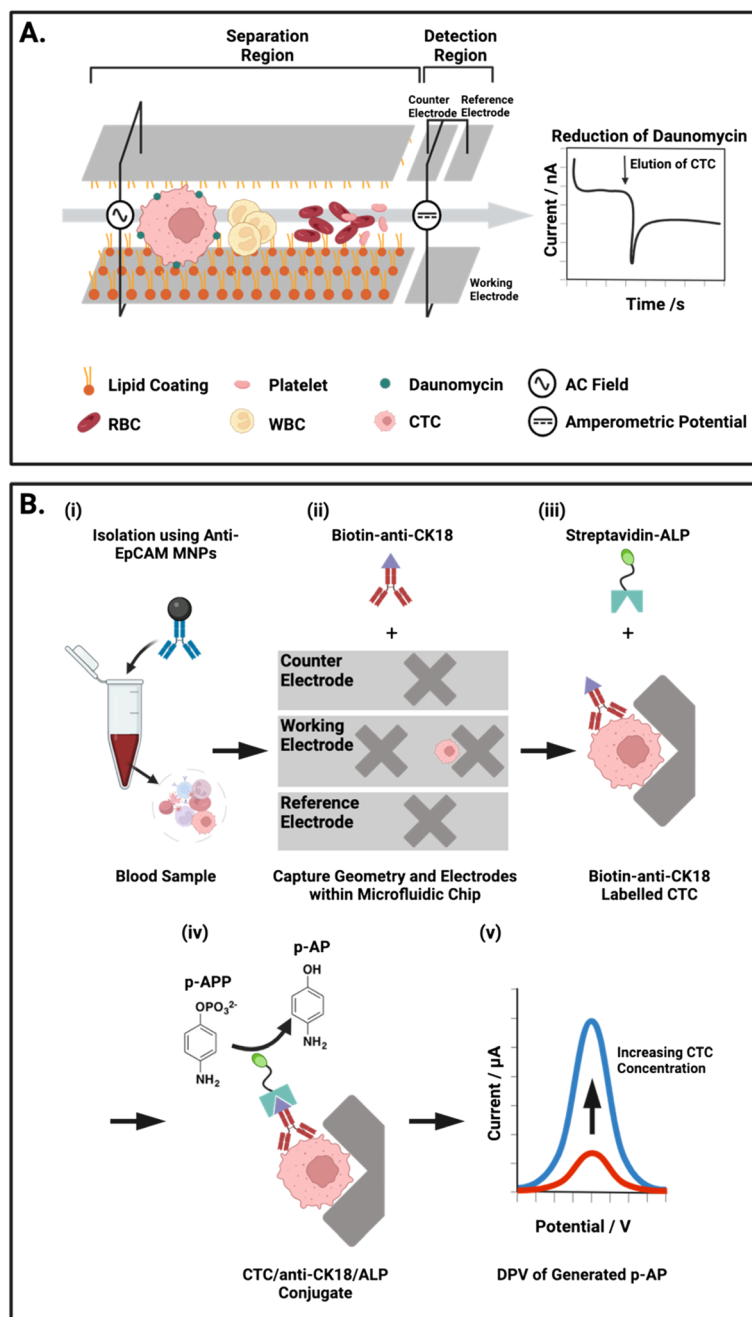 A.
Separation
Region
Detection
Region
Counter
Electrode
Reference
Electrode
Working
Electrode
Reduction of Daunomycin
Elution of CTC
Current / nA
Time /s
Lipid Coating
Platelet
Daunomycin
AC Field
RBC
WBC
CTC
Amperometric Potential
B.
(i)
Isolation using Anti-
EpCAM MNPs
Blood Sample
(ii)
Biotin-anti-CK18
+
Counter
Electrode
Working
Electrode
Reference
Electrode
Capture Geometry and Electrodes
within Microfluidic Chip
(iii)
Streptavidin-ALP
+
Biotin-anti-CK18
Labelled CTC
(iv)
p-APP
OPO₃²⁻
NH₂
p-AP
OH
NH₂
CTC/anti-CK18/ALP
Conjugate
(v)
Current / μA
Increasing CTC
Concentration
Potential / V
DPV of Generated p-AP